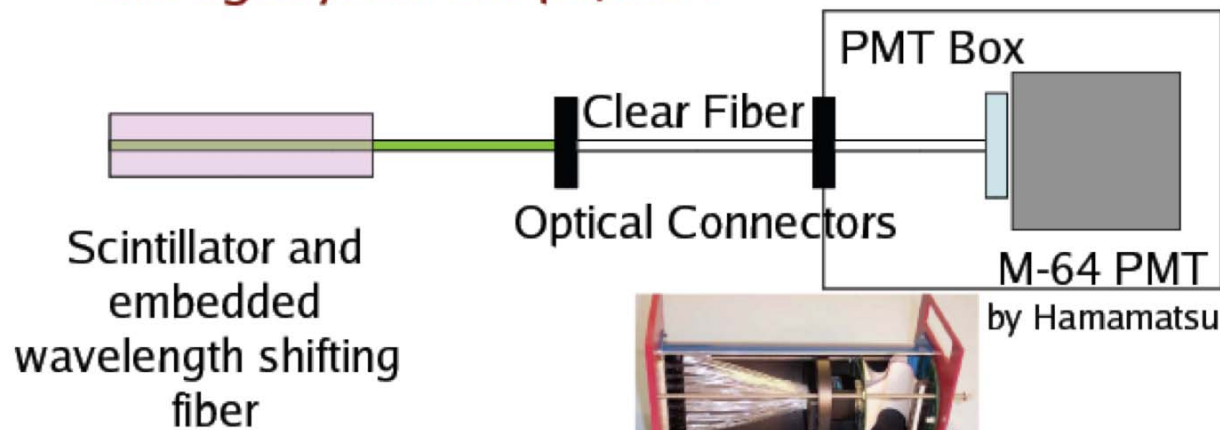 PMT Box
Clear Fiber
Optical Connectors
Scintillator and
embedded
wavelength shifting
fiber
M-64 PMT
by Hamamatsu